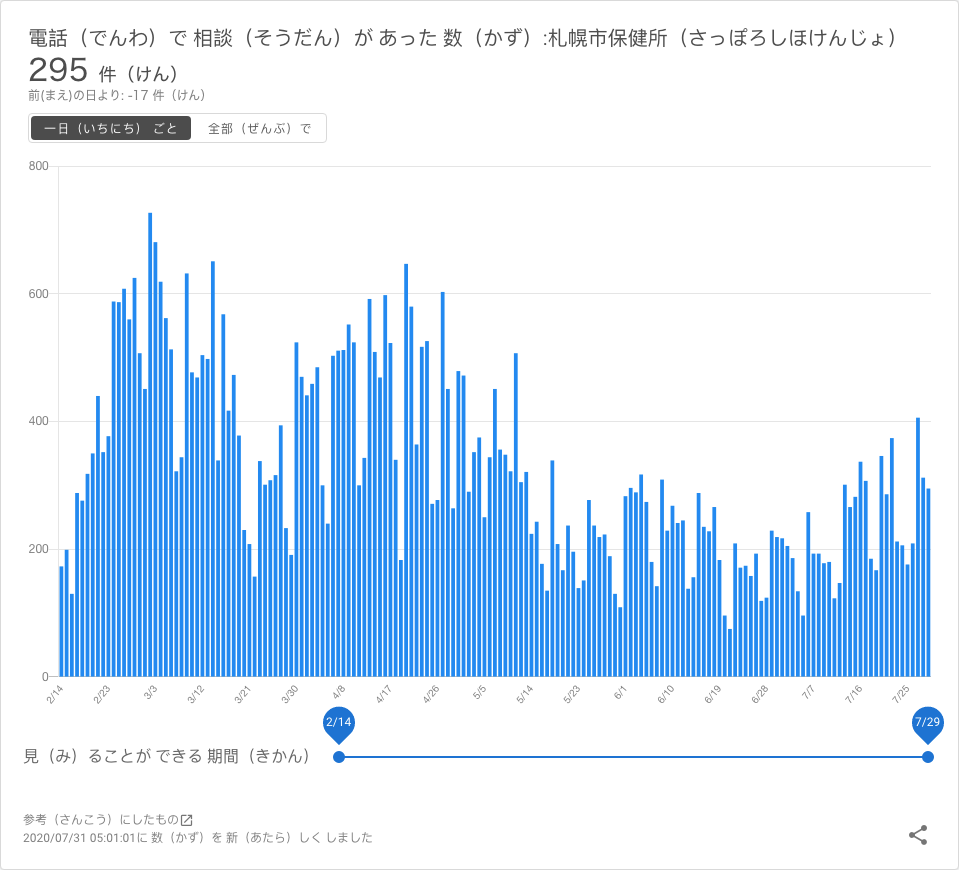 電話（でんわ）で 相談（そうだん）が あった 数（かず）:札幌市保健所（さっぽろしほけんじょ）
295 件（けん）
前(まえ)の日より: -17 件（けん）
一日（いちにち） ごと 全部（ぜんぶ）で
800
600
400
200
0
2/14 2/23 3/3 3/12 3/21 3/30 4/8 4/17 4/26 5/5 5/14 5/23 6/1 6/10 6/19 6/28 7/7 7/16 7/25
2/14 7/29
見（み）ることが できる 期間（きかん）
参考（さんこう）にしたもの
2020/07/31 05:01:01に 数（かず）を 新（あたら）しく しました